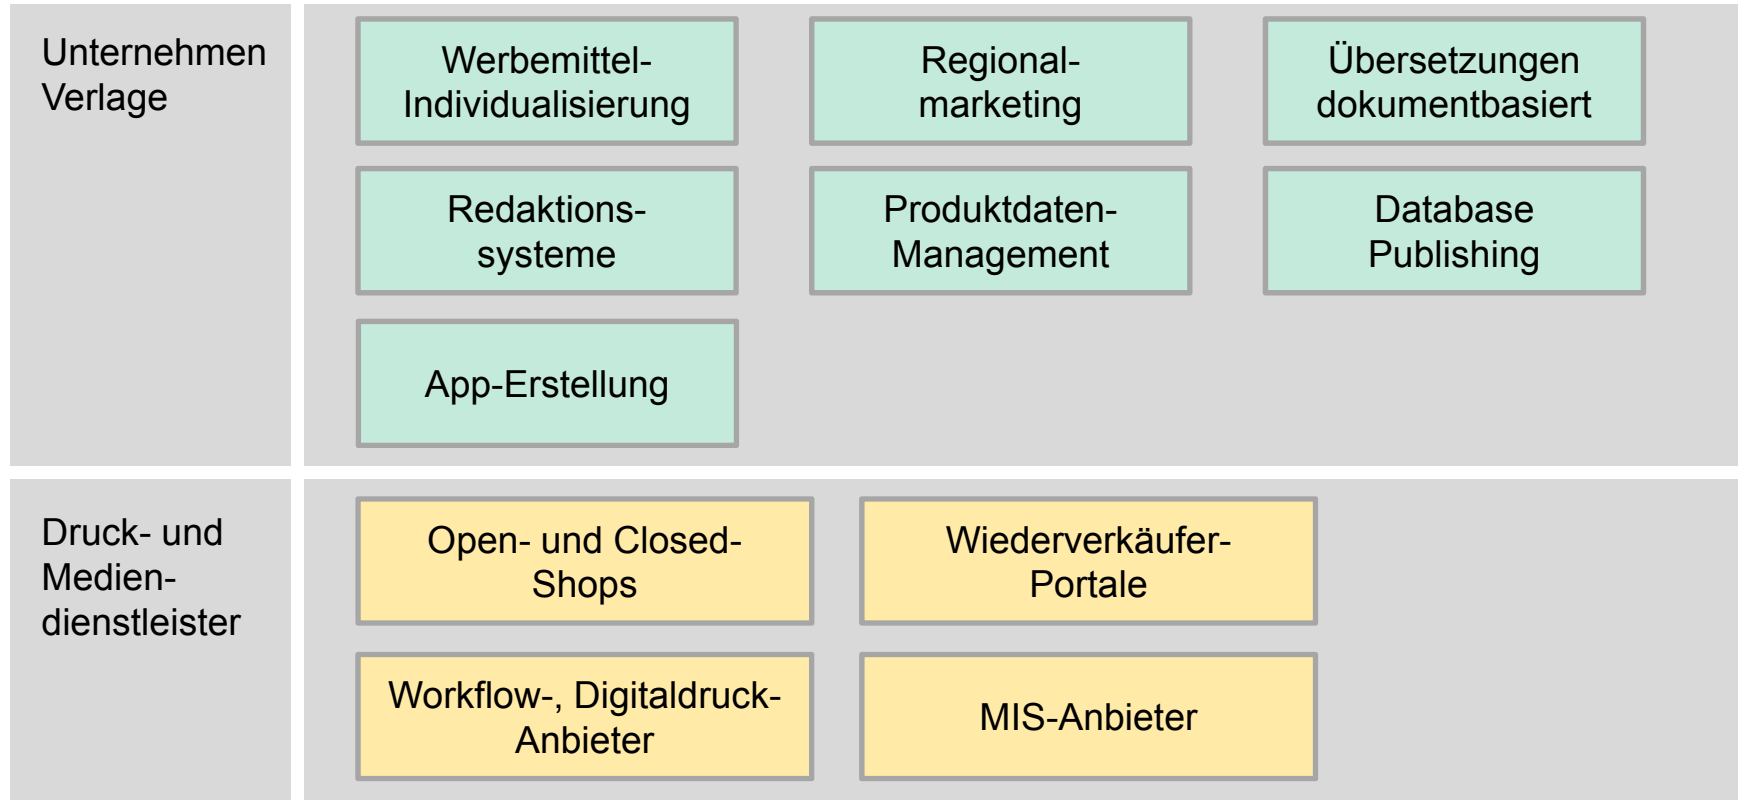 Unternehmen
Verlage
Werbemittel-
Individualisierung
Regional-
marketing
Übersetzungen
dokumentbasiert
Redaktions-
systeme
Produktdaten-
Management
Database
Publishing
App-Erstellung
Druck- und
Medien-
dienstleister
Open- und Closed-
Shops
Wiederverkäufer-
Portale
Workflow-, Digitaldruck-
Anbieter
MIS-Anbieter